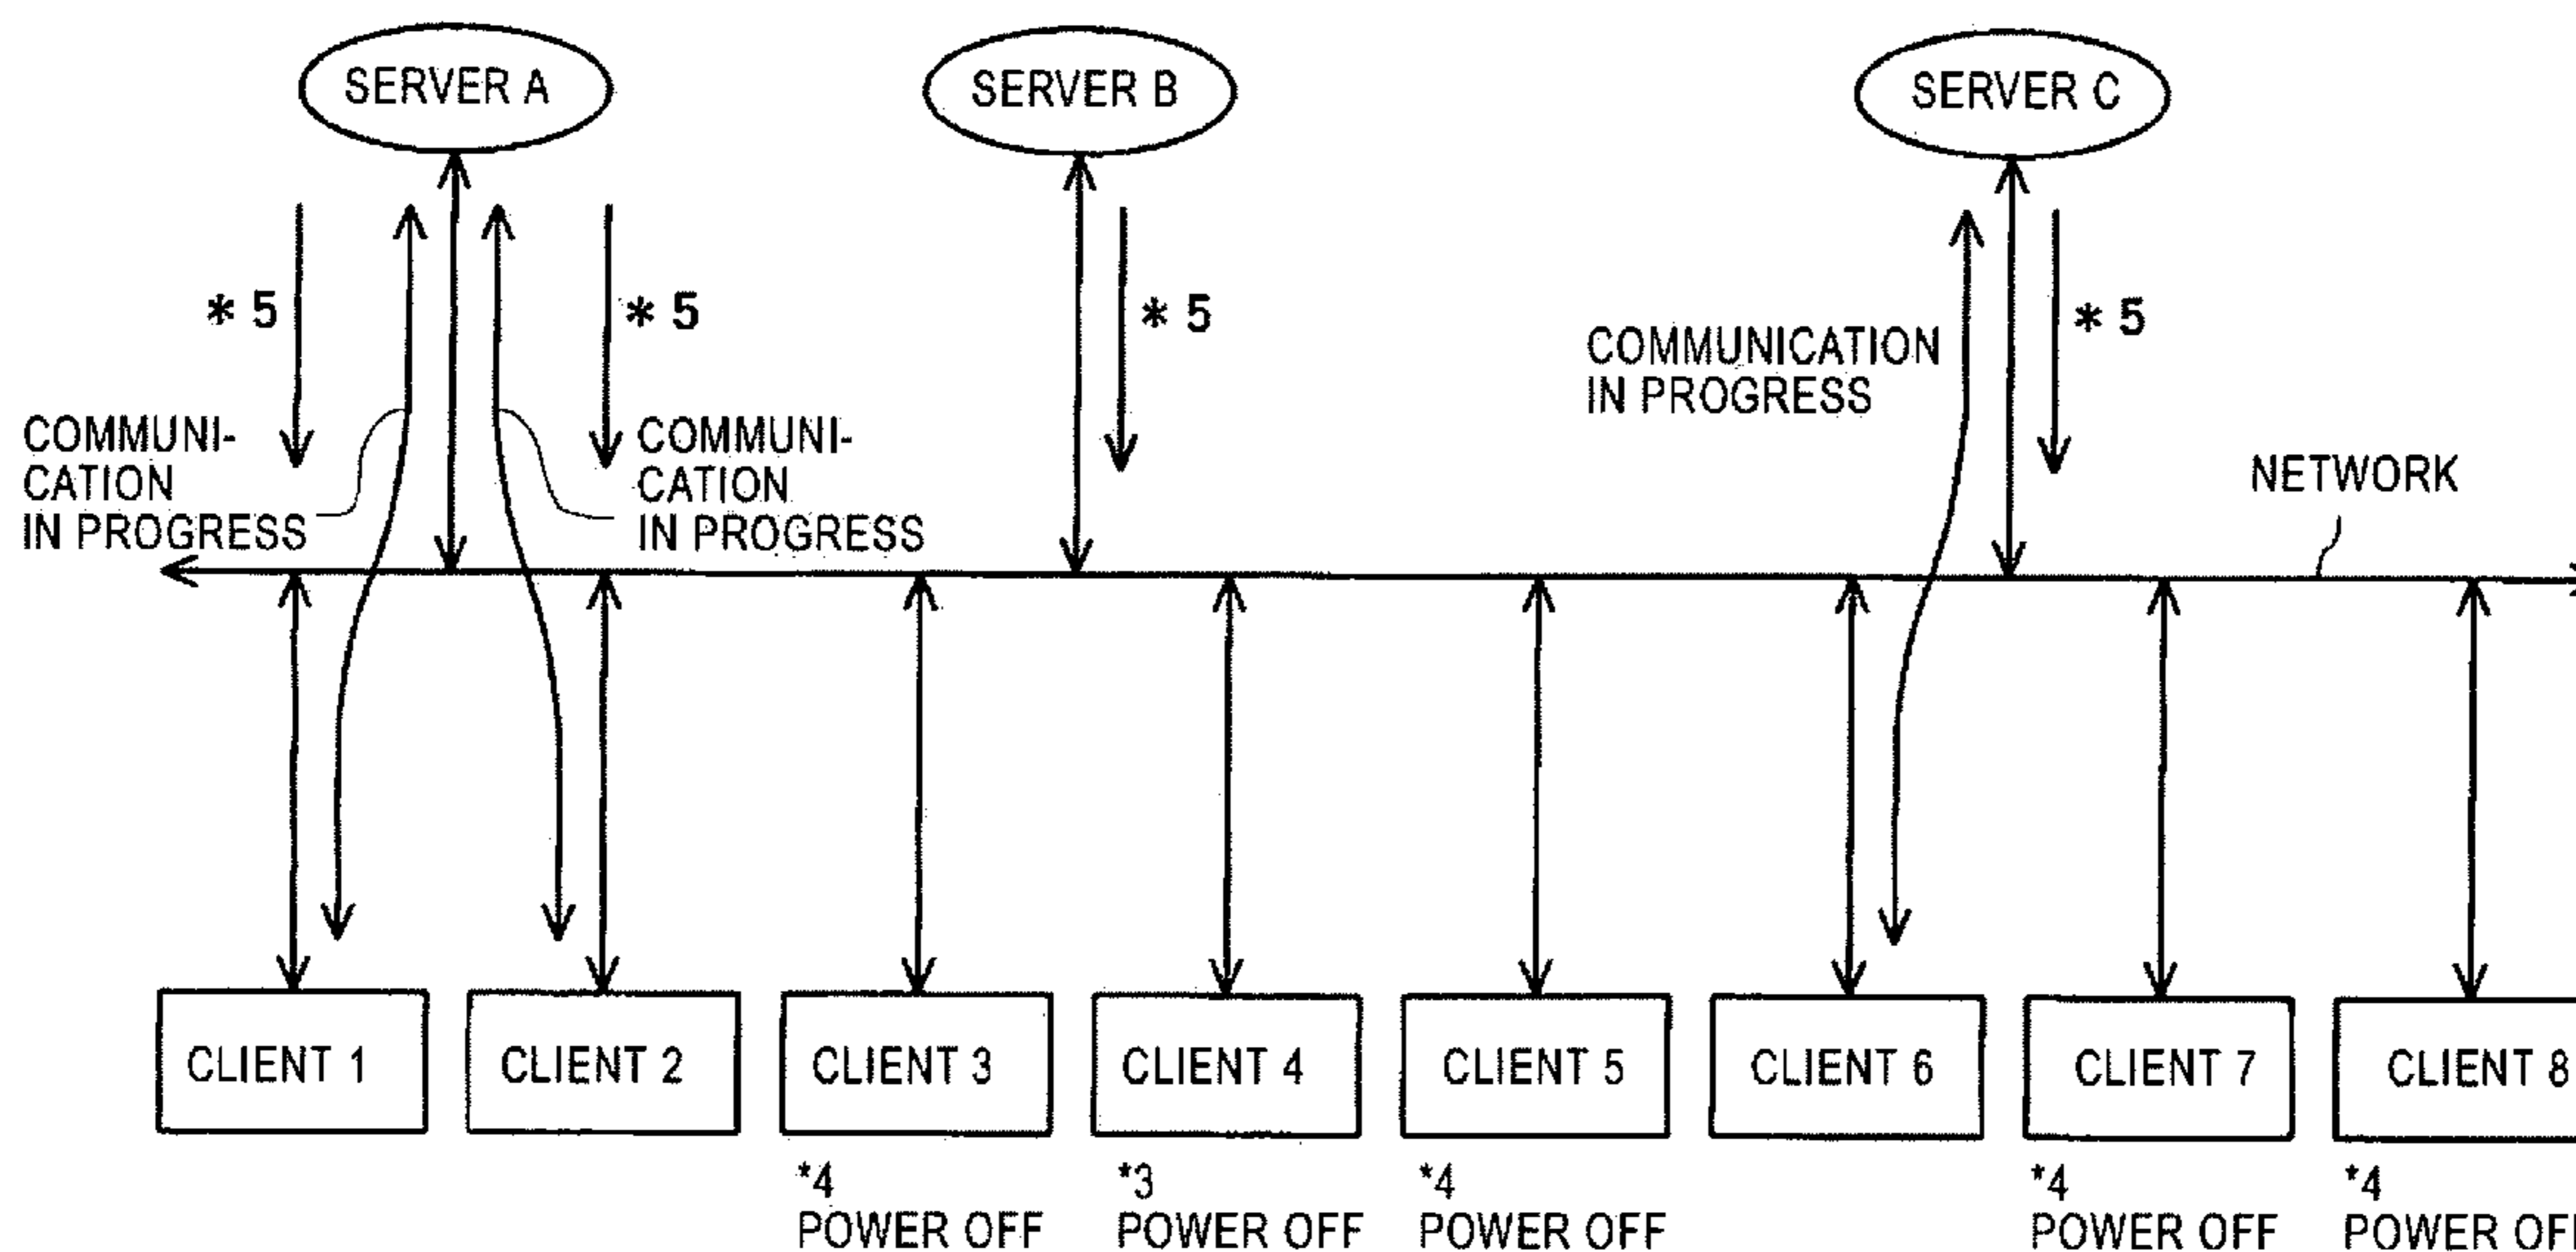 SERVER A
SERVER B
SERVER C
* 5
* 5
* 5
* 5
COMMUNICATION
IN PROGRESS
COMMUNI-
CATION
IN PROGRESS
COMMUNI-
CATION
IN PROGRESS
NETWORK
CLIENT 1
CLIENT 2
CLIENT 3
CLIENT 4
CLIENT 5
CLIENT 6
CLIENT 7
CLIENT 8
*4
POWER OFF
*3
POWER OFF
*4
POWER OFF
*4
POWER OFF
*4
POWER OFF